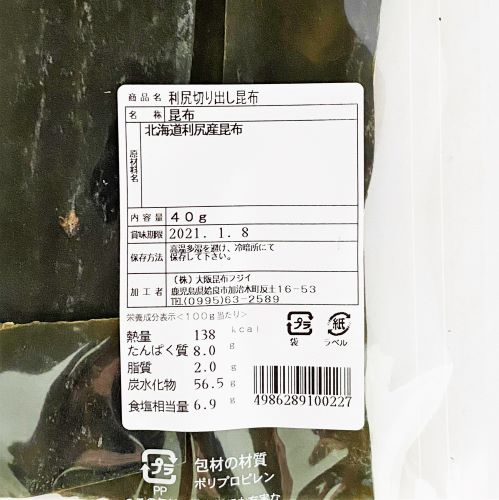 商品名 利尻切り出し昆布
名称 昆布
原材料名 北海道利尻産昆布
内容量 40g
賞味期限 2021. 1. 8
保存方法 高温多湿を避け、冷暗所にて
保存して下さい。
加工者 (株)大阪昆布フジイ
鹿児島県姶良市加治木町反土16-53
TEL(0995)63-2589
栄養成分表示<100g当たり>
熱量 138 kcal
たんぱく質 8.0 g
脂質 2.0 g
炭水化物 56.5 g
食塩相当量 6.9 g
プラ 袋
紙 ラベル
4986289100227
プラ 包材の材質
PP ポリプロピレン